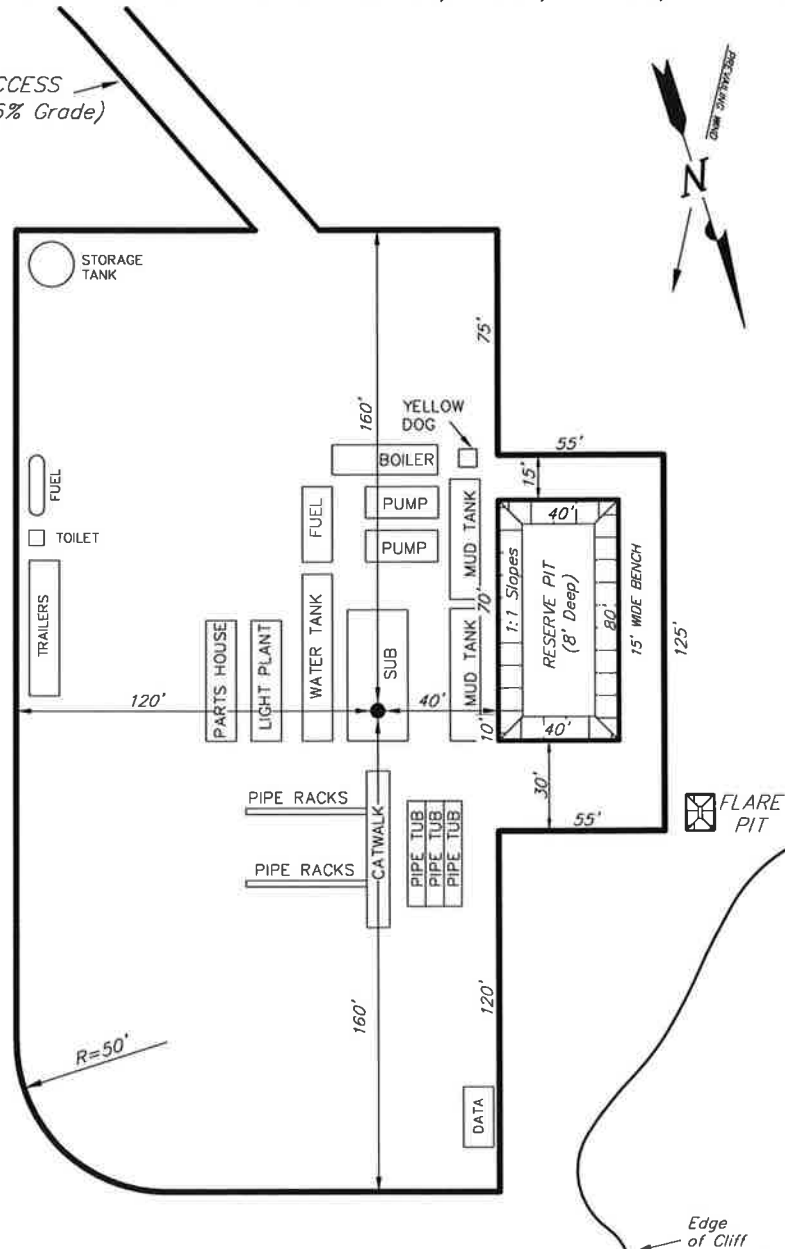 CCESS
6% Grade)
PREVAILING WIND
N
STORAGE
TANK
75'
160'
YELLOW
DOG
55'
BOILER
15'
FUEL
PUMP
40'
TOILET
FUEL
PUMP
MUD TANK
1:1 Slopes
RESERVE PIT
(8' Deep)
80'
15' WIDE BENCH
125'
70'
TRAILERS
PARTS HOUSE
LIGHT PLANT
WATER TANK
SUB
MUD TANK
120'
40'
10'
40'
30'
PIPE RACKS
CATWALK
PIPE TUB
PIPE TUB
PIPE TUB
FLARE
PIT
55'
PIPE RACKS
160'
120'
R=50'
DATA
Edge
of Cliff